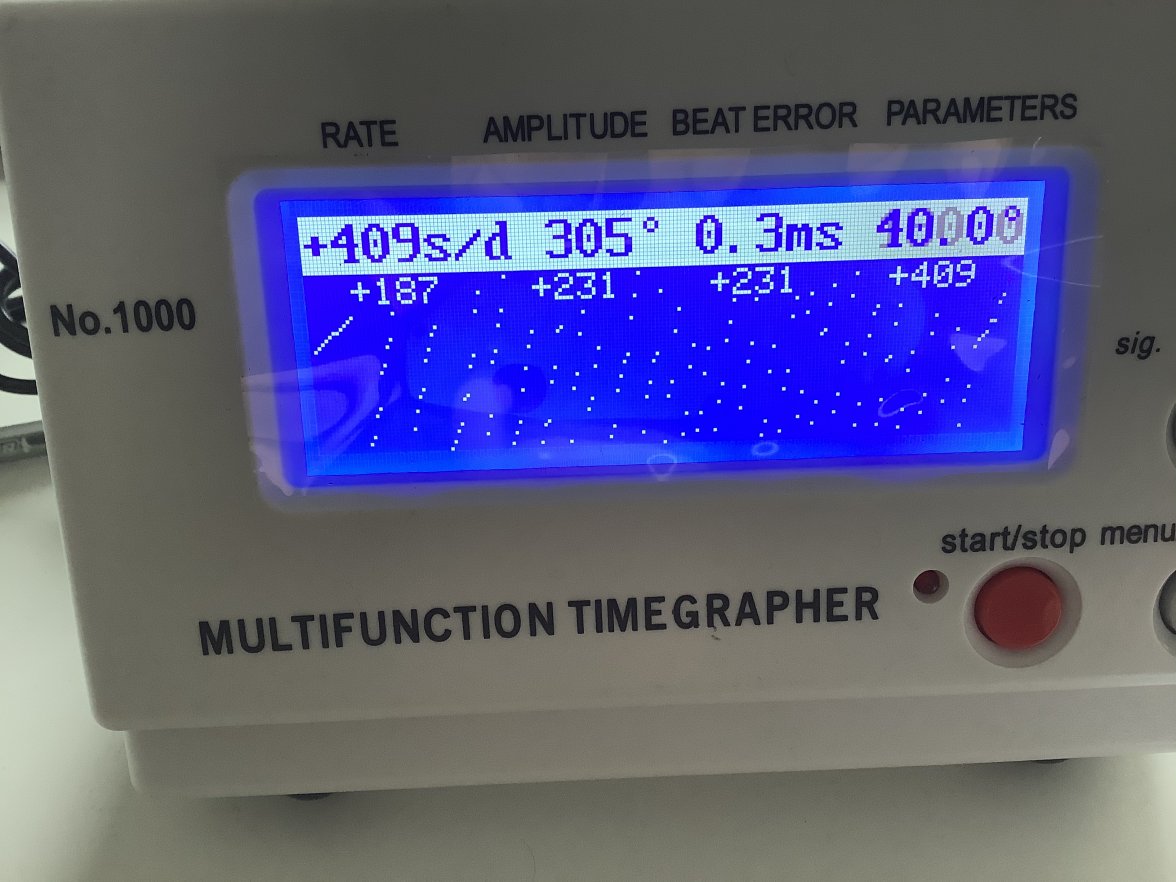 RATE AMPLITUDE BEAT ERROR PARAMETERS
+409s/d 305° 0.3ms
+187 +231 +231 +409
No.1000
sig.
start/stop menu
MULTIFUNCTION TIMEGRAPHER